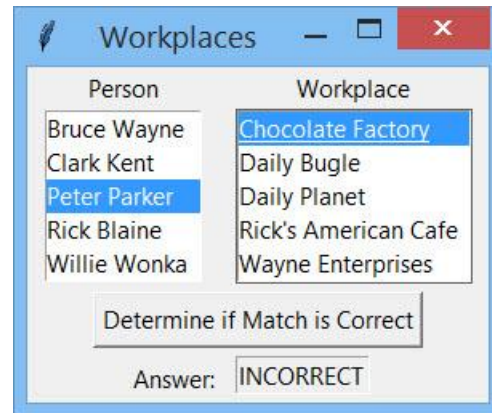 Workplaces
Person Workplace
Bruce Wayne Chocolate Factory
Clark Kent Daily Bugle
Peter Parker Daily Planet
Rick Blaine Rick's American Cafe
Willie Wonka Wayne Enterprises
Determine if Match is Correct
Answer: INCORRECT